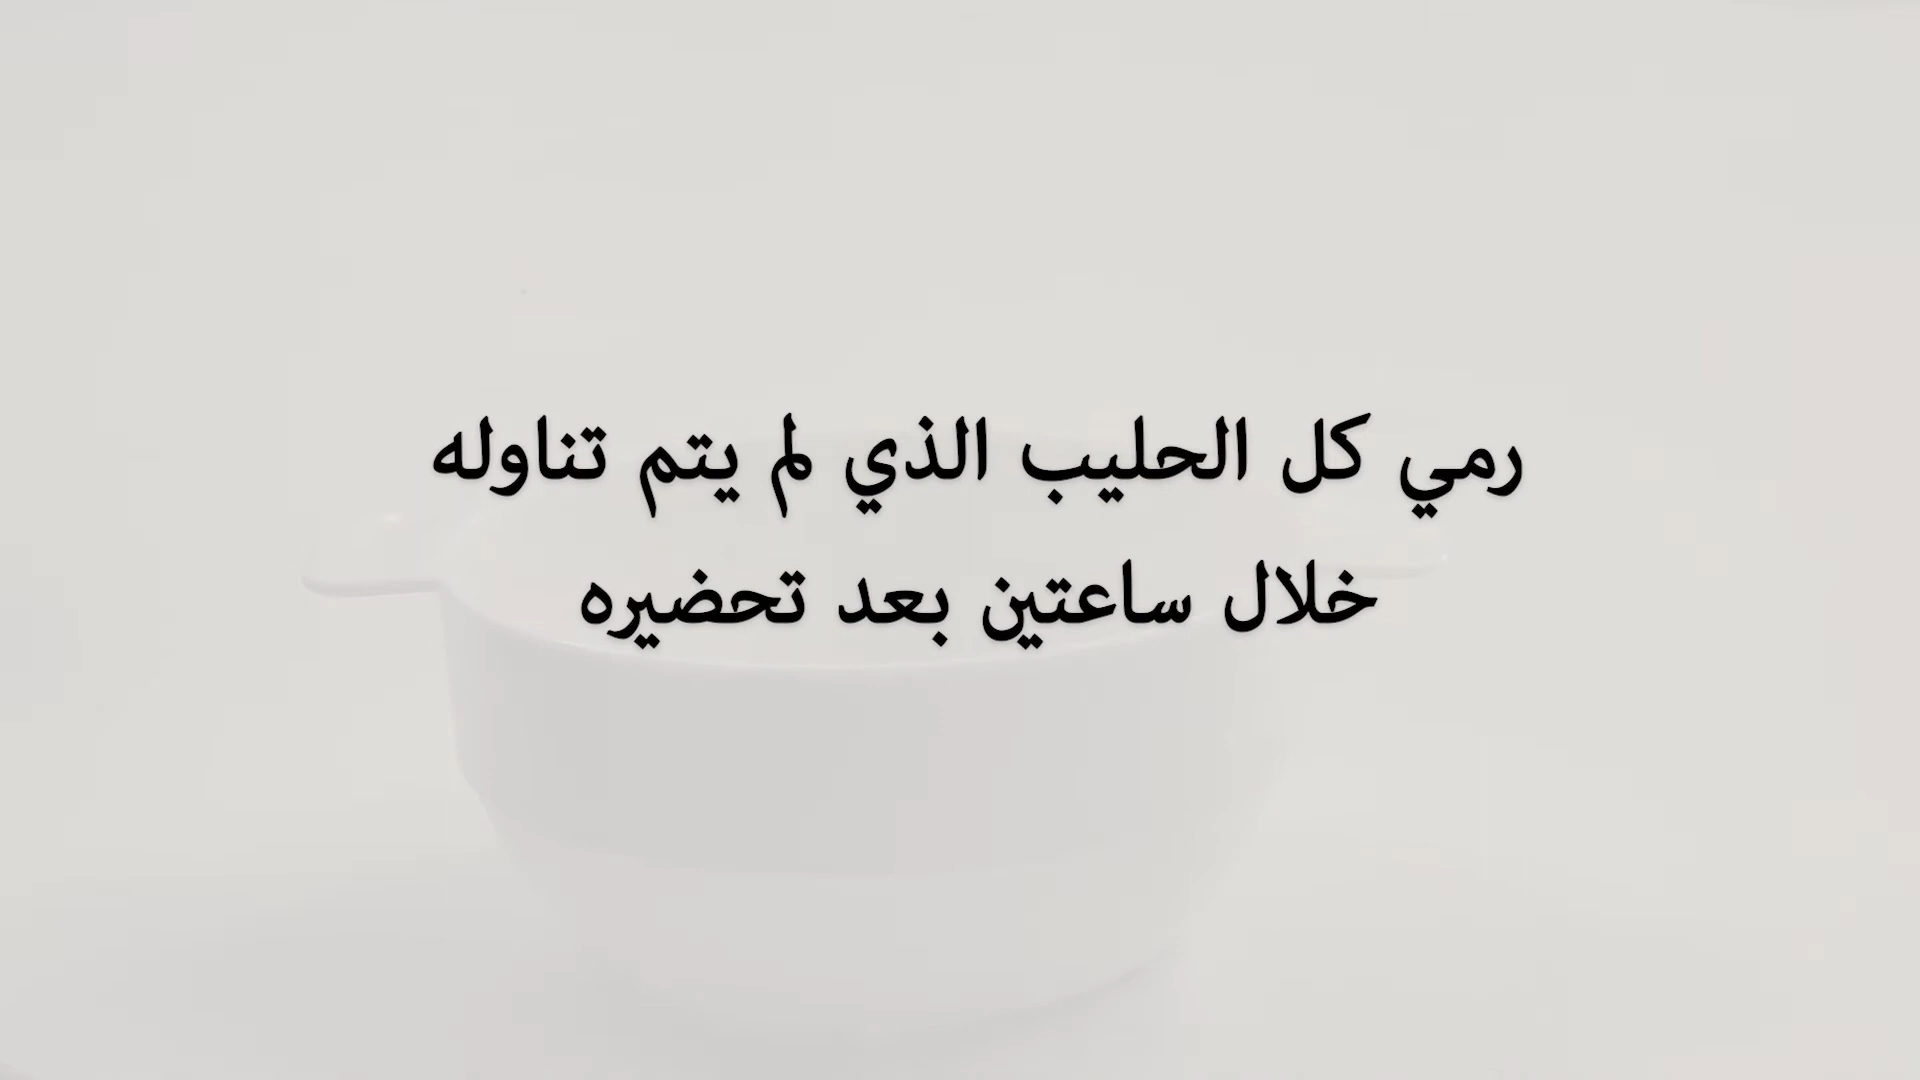 رمي كل الحليب الذي لم يتم تناوله
خلال ساعتين بعد تحضيره